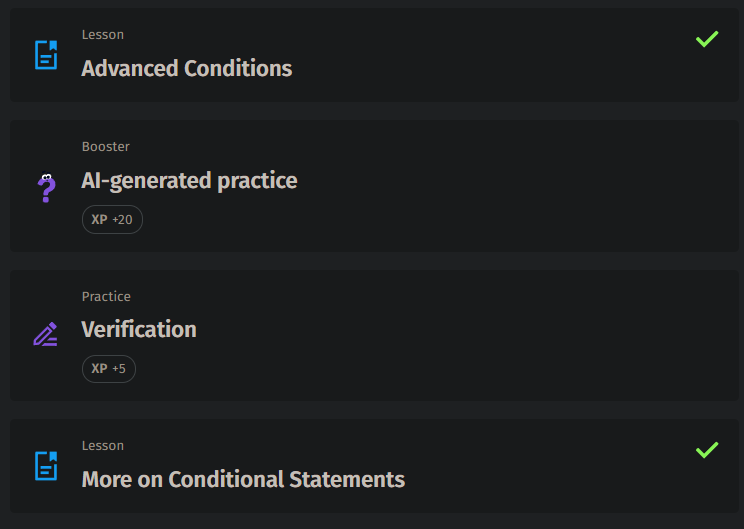 Lesson
Advanced Conditions
Booster
AI-generated practice
XP +20
Practice
Verification
XP +5
Lesson
More on Conditional Statements